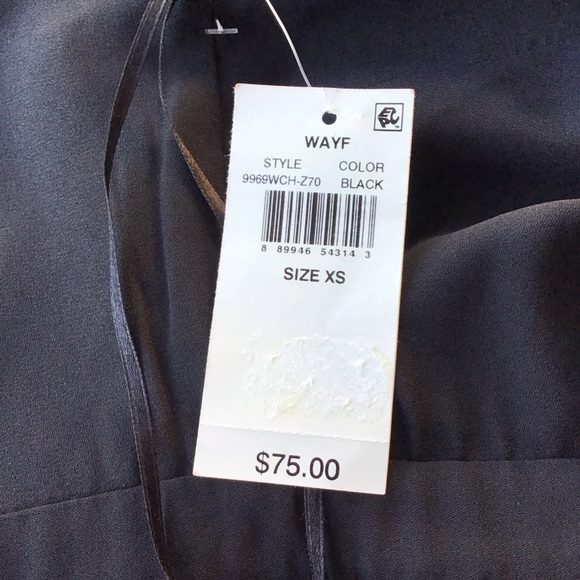 WAYF
STYLE COLOR
9969WCH-Z70 BLACK
8 89946 54314 3
SIZE XS
$75.00